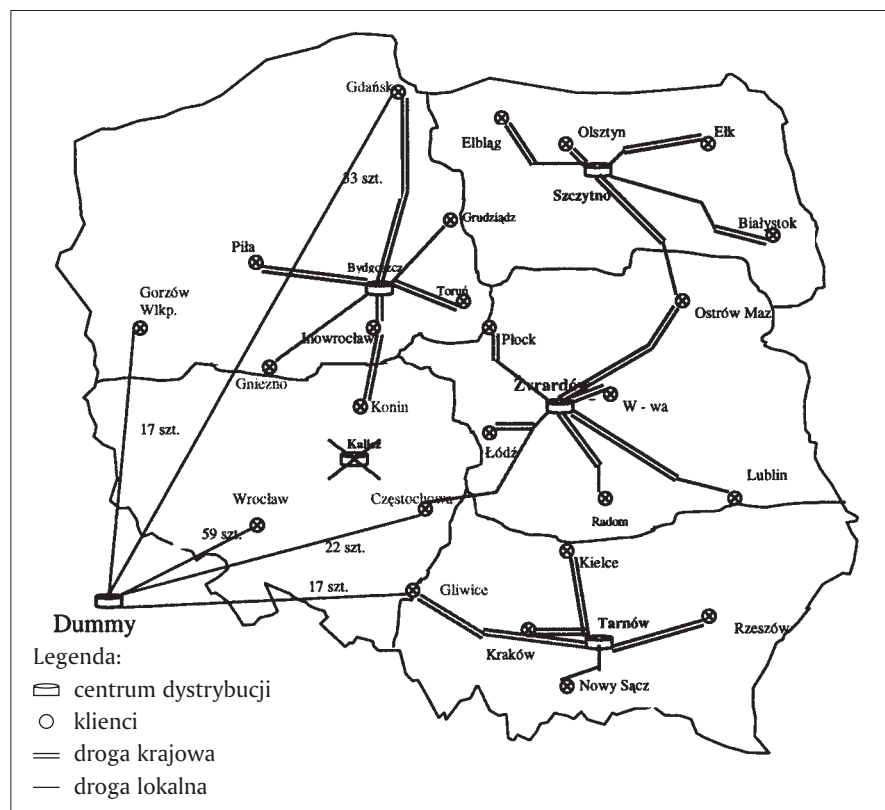 Gdańsk
Elbląg
Olsztyn
Ełk
33 szt.
Szczytno
Grudziądz
Białystok
Piła
Bydgoszcz
Toruń
Gorzów
Wlkp.
Ostrów Maz.
Inowrocław
Płock
Gniezno
Żyrardów
Konin
W - wa
17 szt.
Kalisz
Łódź
Wrocław
Częstochowa
Lublin
59 szt.
Radom
22 szt.
Kielce
17 szt.
Gliwice
Dummy
Tarnów
Rzeszów
Kraków
Nowy Sącz
Legenda:
centrum dystrybucji
klienci
droga krajowa
droga lokalna